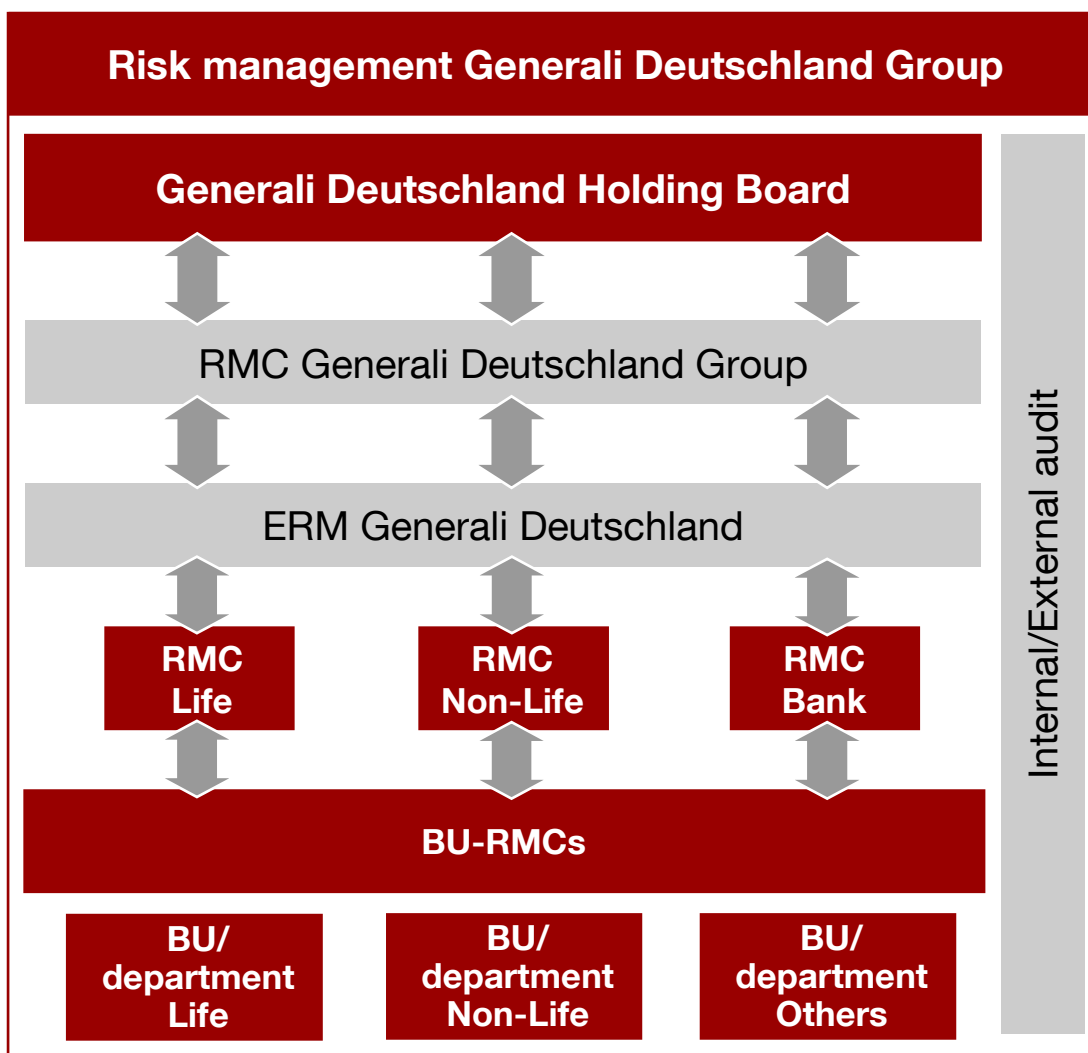 Risk management Generali Deutschland Group
Generali Deutschland Holding Board
RMC Generali Deutschland Group
ERM Generali Deutschland
RMC
Life
RMC
Non-Life
RMC
Bank
BU-RMCs
BU/
department
Life
BU/
department
Non-Life
BU/
department
Others
Internal/External audit